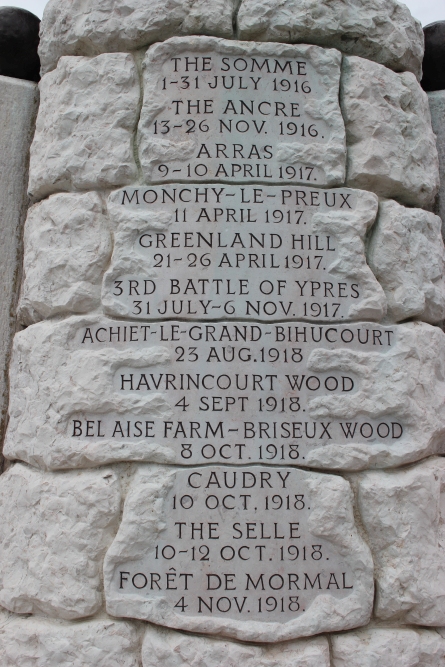 THE SOMME
1-31 JULY 1916
THE ANCRE
13-26 NOV. 1916.
ARRAS
9-10 APRIL 1917.
MONCHY-LE-PREUX
11 APRIL 1917.
GREENLAND HILL
21-26 APRIL 1917.
3RD BATTLE OF YPRES
31 JULY-6 NOV. 1917.
ACHIET-LE-GRAND-BIHUCOURT
23 AUG. 1918
HAVRINCOURT WOOD
4 SEPT 1918.
BELAISE FARM-BRISEUX WOOD
8 OCT. 1918.
CAUDRY
10 OCT. 1918.
THE SELLE
10-12 OCT. 1918.
FORÊT DE MORMAL
4 NOV. 1918.